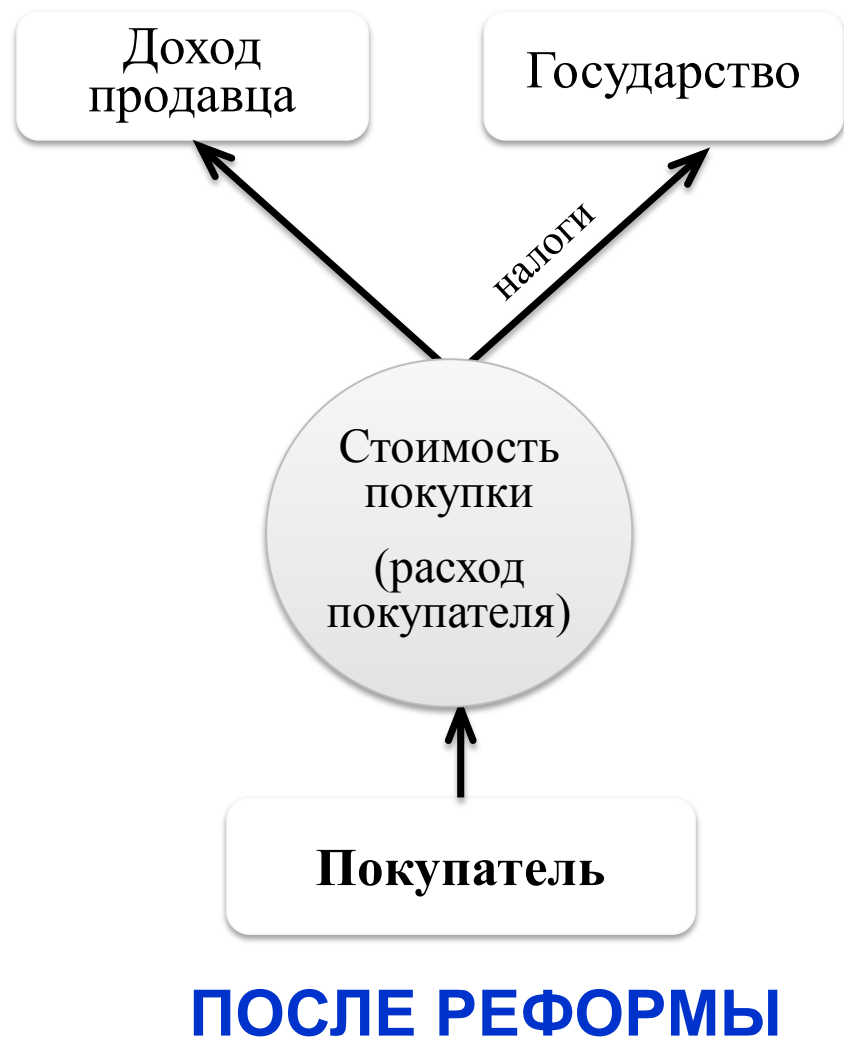 Доход
продавца
Государство
налоги
Стоимость
покупки
(расход
покупателя)
Покупатель
ПОСЛЕ РЕФОРМЫ